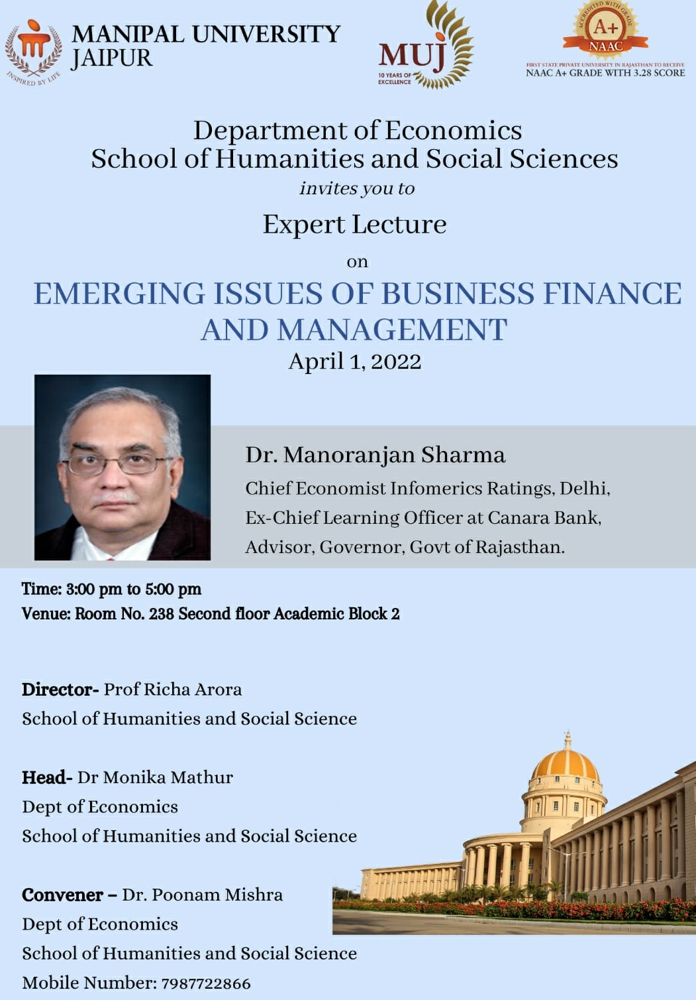 INSPIRED BY LIFE
MANIPAL UNIVERSITY
JAIPUR
MUJ
10 YEARS OF
EXCELLENCE
ACCREDITED WITH GRADE
A+
NAAC
FIRST STATE PRIVATE UNIVERSITY IN RAJASTHAN TO RECEIVE
NAAC A+ GRADE WITH 3.28 SCORE
Department of Economics
School of Humanities and Social Sciences
invites you to
Expert Lecture
on
EMERGING ISSUES OF BUSINESS FINANCE
AND MANAGEMENT
April 1, 2022
Dr. Manoranjan Sharma
Chief Economist Infomerics Ratings, Delhi,
Ex-Chief Learning Officer at Canara Bank,
Advisor, Governor, Govt of Rajasthan.
Time: 3:00 pm to 5:00 pm
Venue: Room No. 238 Second floor Academic Block 2
Director- Prof Richa Arora
School of Humanities and Social Science
Head- Dr Monika Mathur
Dept of Economics
School of Humanities and Social Science
Convener – Dr. Poonam Mishra
Dept of Economics
School of Humanities and Social Science
Mobile Number: 7987722866